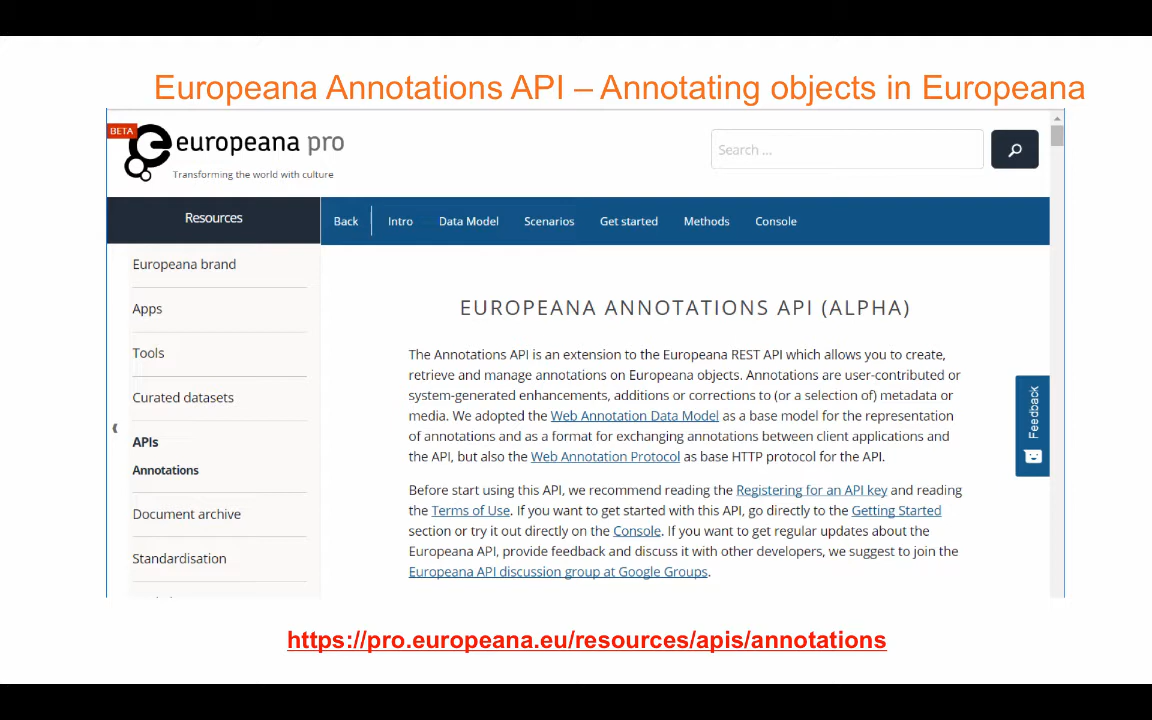 Europeana Annotations API – Annotating objects in Europeana
BETA
europeana pro
Transforming the world with culture
Search ...
Resources
Back
Intro
Data Model
Scenarios
Get started
Methods
Console
Europeana brand
Apps
Tools
Curated datasets
APIs
Annotations
Document archive
Standardisation
EUROPEANA ANNOTATIONS API (ALPHA)
The Annotations API is an extension to the Europeana REST API which allows you to create,
retrieve and manage annotations on Europeana objects. Annotations are user-contributed or
system-generated enhancements, additions or corrections to (or a selection of) metadata or
media. We adopted the Web Annotation Data Model as a base model for the representation
of annotations and as a format for exchanging annotations between client applications and
the API, but also the Web Annotation Protocol as base HTTP protocol for the API.
Before start using this API, we recommend reading the Registering for an API key and reading
the Terms of Use. If you want to get started with this API, go directly to the Getting Started
section or try it out directly on the Console. If you want to get regular updates about the
Europeana API, provide feedback and discuss it with other developers, we suggest to join the
Europeana API discussion group at Google Groups.
Feedback
https://pro.europeana.eu/resources/apis/annotations